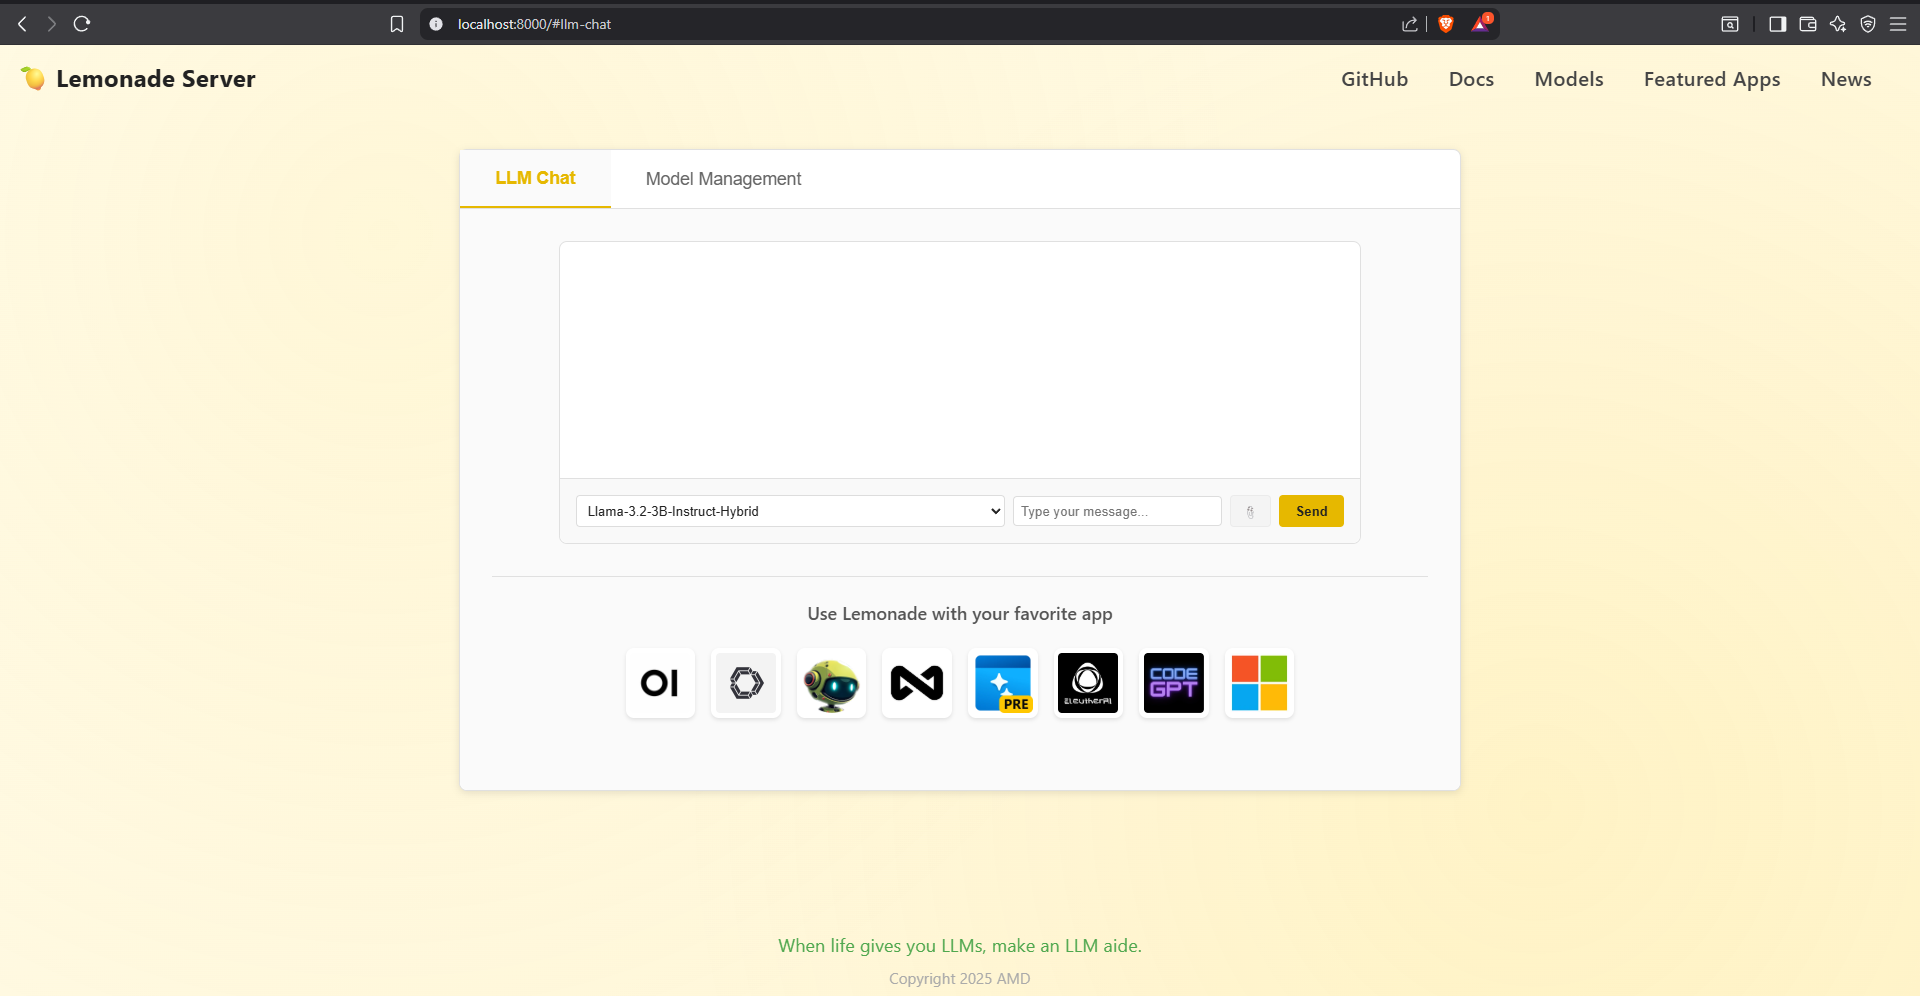 localhost:8000/#llm-chat
1
Lemonade Server
GitHub
Docs
Models
Featured Apps
News
LLM Chat
Model Management
Llama-3.2-3B-Instruct-Hybrid
Type your message...
Send
Use Lemonade with your favorite app
OI
PRE
EleutherAI
CODE
GPT
When life gives you LLMs, make an LLM aide.
Copyright 2025 AMD